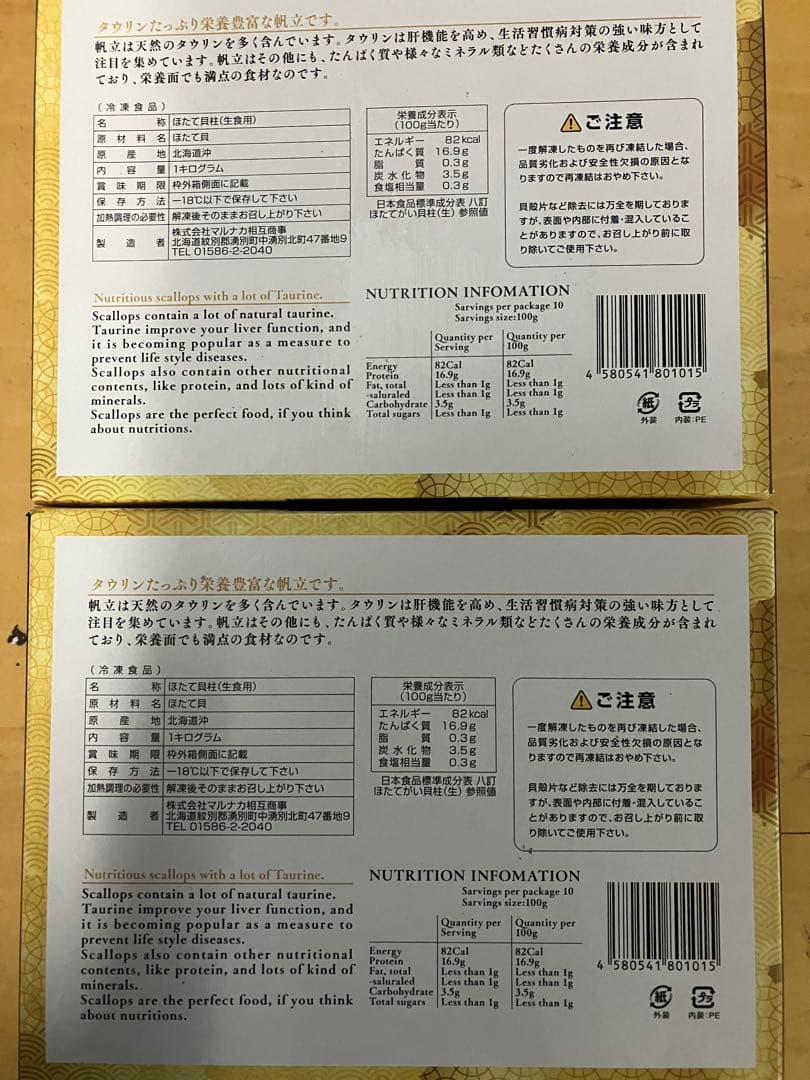 タウリンたっぷり栄養豊富な帆立です。
帆立は天然のタウリンを多く含んでいます。タウリンは肝機能を高め、生活習慣病対策の強い味方として
注目を集めています。帆立はその他にも、たんぱく質や様々なミネラル類などたくさんの栄養成分が含まれ
ており、栄養面でも満点の食材なのです。
(冷凍食品)
名称 ほたて貝柱(生食用)
原材料名 ほたて貝
原産地 北海道沖
内容量 1キログラム
賞味期限 枠外箱側面に記載
保存方法 −18℃以下で保存して下さい
加熱調理の必要性 解凍後そのままお召し上がり下さい
製造者 株式会社マルナカ相互商事
北海道紋別郡湧別町中湧別北町47番地9
TEL 01586-2-2040
栄養成分表示
(100g当たり)
エネルギー 82kcal
たんぱく質 16.9g
脂質 0.3g
炭水化物 3.5g
食塩相当量 0.3g
日本食品標準成分表 八訂
ほたてがい貝柱(生) 参照値
ご注意
一度解凍したものを再び凍結した場合、
品質劣化および安全性欠損の原因とな
りますので再凍結はおやめ下さい。
貝殻片など除去には万全を期しております
が、表面や内部に付着・混入していること
がありますので、お召し上がり前に取
り除いてご使用下さい。
Nutritious scallops with a lot of Taurine.
Scallops contain a lot of natural taurine.
Taurine improve your liver function, and
it is becoming popular as a measure to
prevent life style diseases.
Scallops also contain other nutritional
contents, like protein, and lots of kind of
minerals.
Scallops are the perfect food, if you think
about nutritions.
NUTRITION INFOMATION
Sarvings per package 10
Sarvings size:100g
Quantity per Serving Quantity per 100g
Energy 82Cal 82Cal
Protein 16.9g 16.9g
Fat, total Less than 1g Less than 1g
-saluraled Less than 1g Less than 1g
Carbohydrate 3.5g 3.5g
Total sugars Less than 1g Less than 1g
4 580541 801015
紙 プラ
外装 内装:PE
タウリンたっぷり栄養豊富な帆立です。
帆立は天然のタウリンを多く含んでいます。タウリンは肝機能を高め、生活習慣病対策の強い味方として
注目を集めています。帆立はその他にも、たんぱく質や様々なミネラル類などたくさんの栄養成分が含まれ
ており、栄養面でも満点の食材なのです。
(冷凍食品)
名称 ほたて貝柱(生食用)
原材料名 ほたて貝
原産地 北海道沖
内容量 1キログラム
賞味期限 枠外箱側面に記載
保存方法 −18℃以下で保存して下さい
加熱調理の必要性 解凍後そのままお召し上がり下さい
製造者 株式会社マルナカ相互商事
北海道紋別郡湧別町中湧別北町47番地9
TEL 01586-2-2040
栄養成分表示
(100g当たり)
エネルギー 82kcal
たんぱく質 16.9g
脂質 0.3g
炭水化物 3.5g
食塩相当量 0.3g
日本食品標準成分表 八訂
ほたてがい貝柱(生) 参照値
ご注意
一度解凍したものを再び凍結した場合、
品質劣化および安全性欠損の原因とな
りますので再凍結はおやめ下さい。
貝殻片など除去には万全を期しておりま
すが、表面や内部に付着・混入しているこ
とがありますので、お召し上がり前に取
り除いてご使用下さい。
Nutritious scallops with a lot of Taurine.
Scallops contain a lot of natural taurine.
Taurine improve your liver function, and
it is becoming popular as a measure to
prevent life style diseases.
Scallops also contain other nutritional
contents, like protein, and lots of kind of
minerals.
Scallops are the perfect food, if you think
about nutritions.
NUTRITION INFOMATION
Sarvings per package 10
Sarvings size:100g
Quantity per Serving Quantity per 100g
Energy 82Cal 82Cal
Protein 16.9g 16.9g
Fat, total Less than 1g Less than 1g
-saluraled Less than 1g Less than 1g
Carbohydrate 3.5g 3.5g
Total sugars Less than 1g Less than 1g
4 580541 801015
紙 プラ
外装 内装:PE